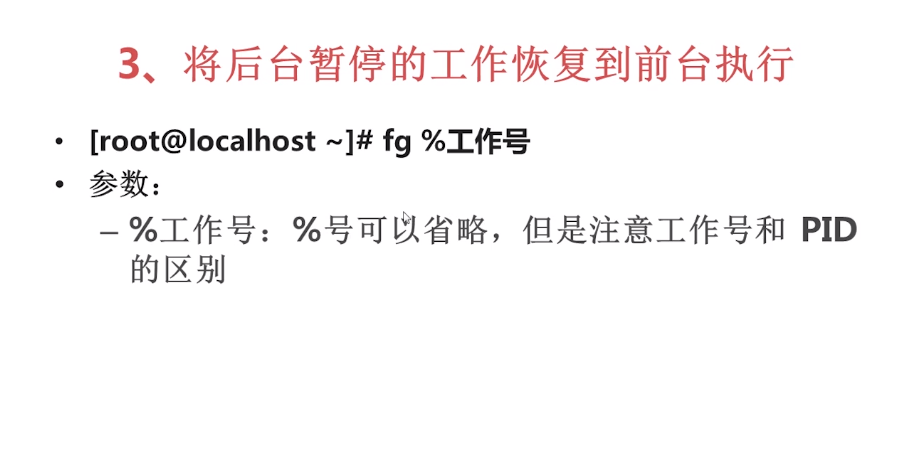 3、将后台暂停的工作恢复到前台执行
• [root@localhost ~]# fg %工作号
• 参数：
– %工作号：%号可以省略，但是注意工作号和 PID
的区别